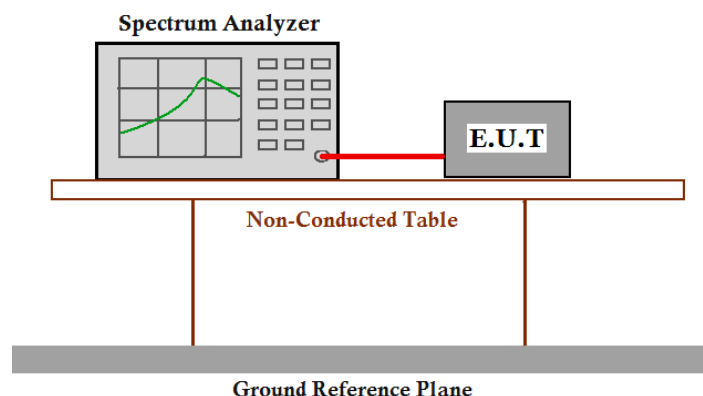 Spectrum Analyzer
E.U.T
Non-Conducted Table
Ground Reference Plane